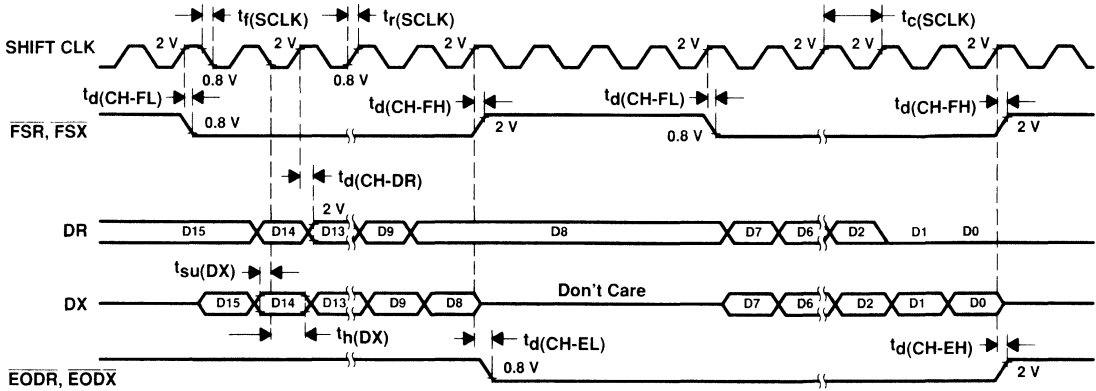 tf(SCLK) tr(SCLK) tc(SCLK)
SHIFT CLK 2 V 2 V 2 V 2 V 2 V 2 V 2 V
0.8 V 0.8 V
td(CH-FL) td(CH-FH) td(CH-FL) td(CH-FH)
FSR, FSX 0.8 V 2 V 0.8 V 2 V
td(CH-DR)
2 V
DR D15 D14 D13 D9 D8 D7 D6 D2 D1 D0
tsu(DX)
DX D15 D14 D13 D9 D8 Don't Care D7 D6 D2 D1 D0
th(DX) td(CH-EL) td(CH-EH)
EODR, EODX 0.8 V 2 V